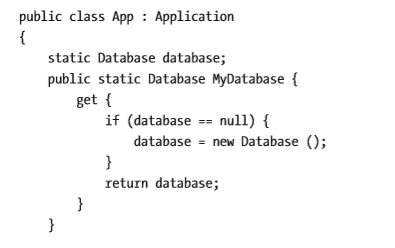 public class App : Application
{
    static Database database;
    public static Database MyDatabase {
        get {
            if (database == null) {
                database = new Database ();
            }
            return database;
        }
    }